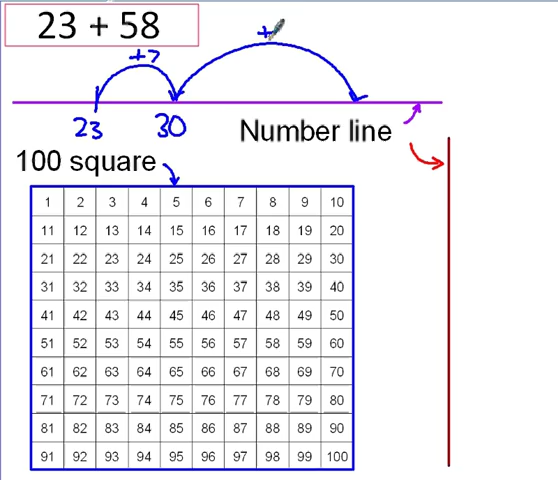 23 + 58
+7
+
23
30
Number line
100 square
1 2 3 4 5 6 7 8 9 10
11 12 13 14 15 16 17 18 19 20
21 22 23 24 25 26 27 28 29 30
31 32 33 34 35 36 37 38 39 40
41 42 43 44 45 46 47 48 49 50
51 52 53 54 55 56 57 58 59 60
61 62 63 64 65 66 67 68 69 70
71 72 73 74 75 76 77 78 79 80
81 82 83 84 85 86 87 88 89 90
91 92 93 94 95 96 97 98 99 100